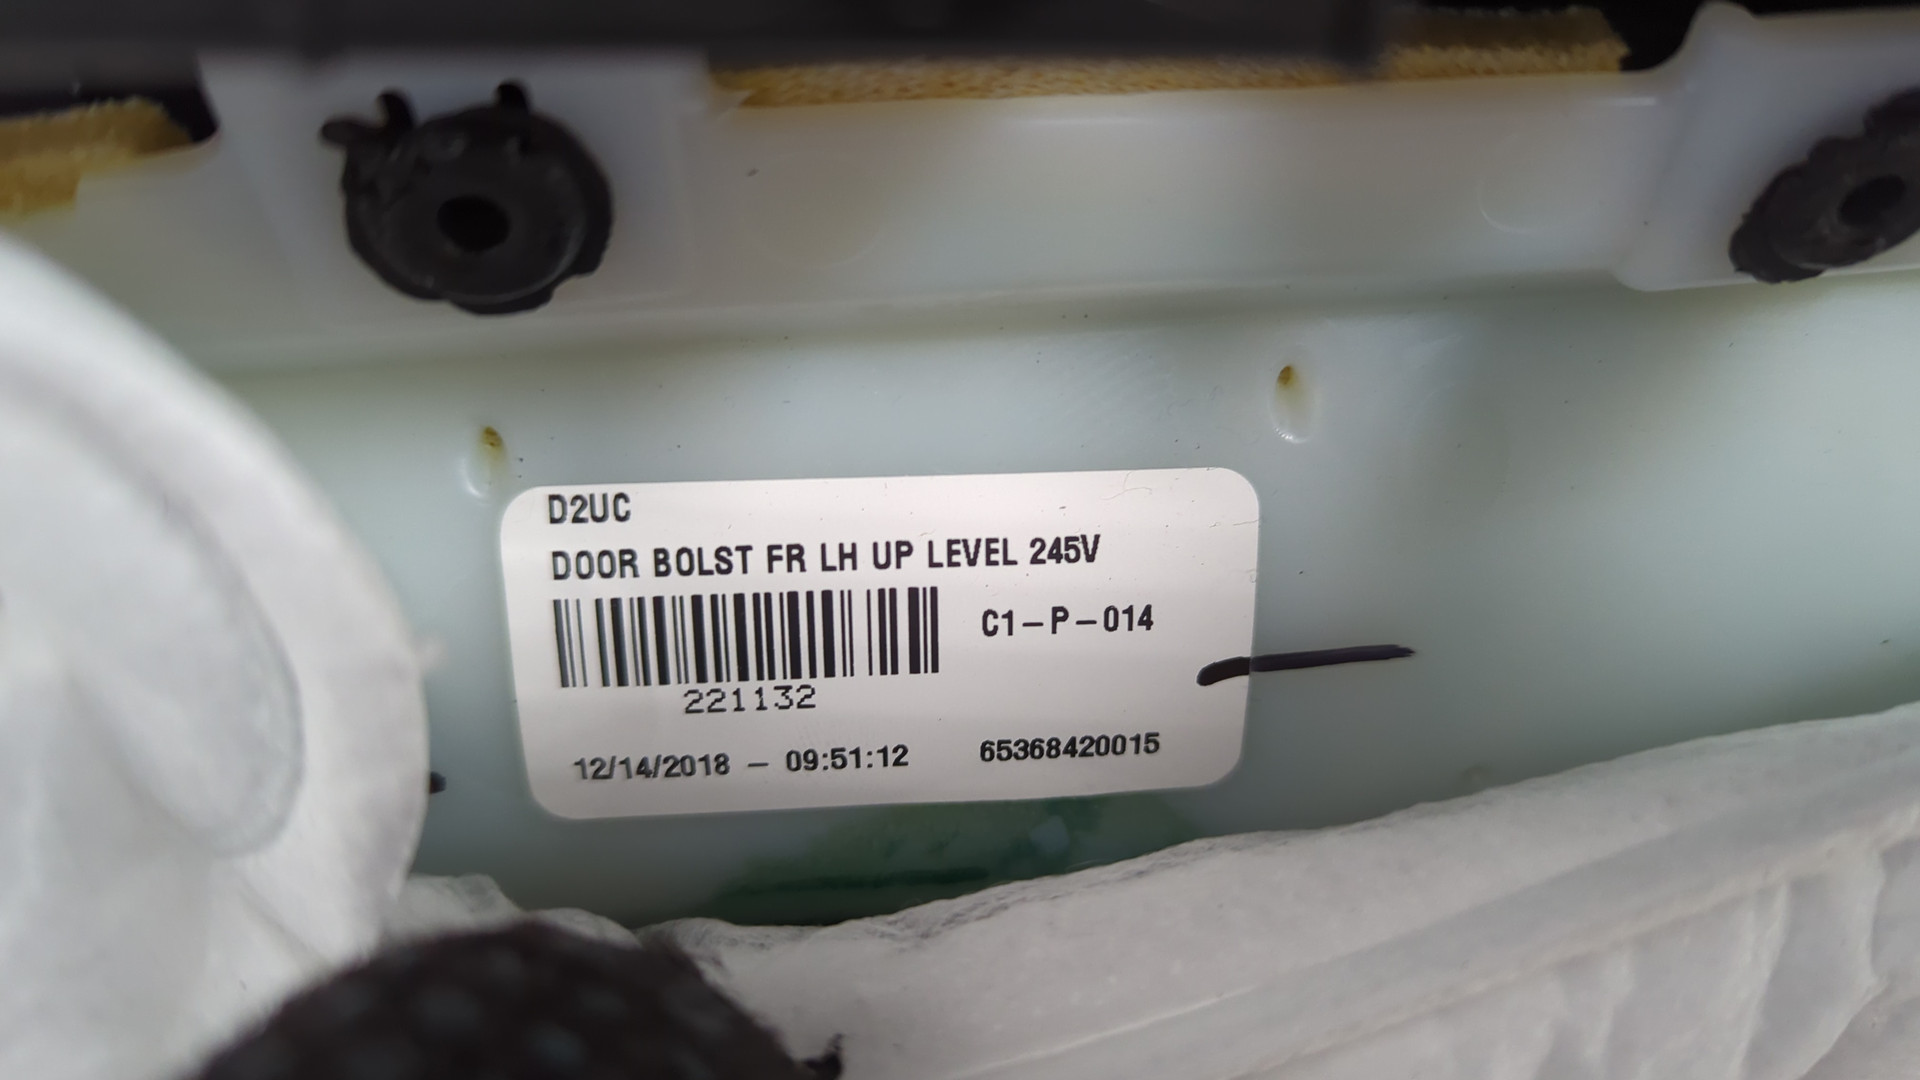 D2UC
DOOR BOLST FR LH UP LEVEL 245V
C1-P-014
221132
12/14/2018 - 09:51:12 65368420015